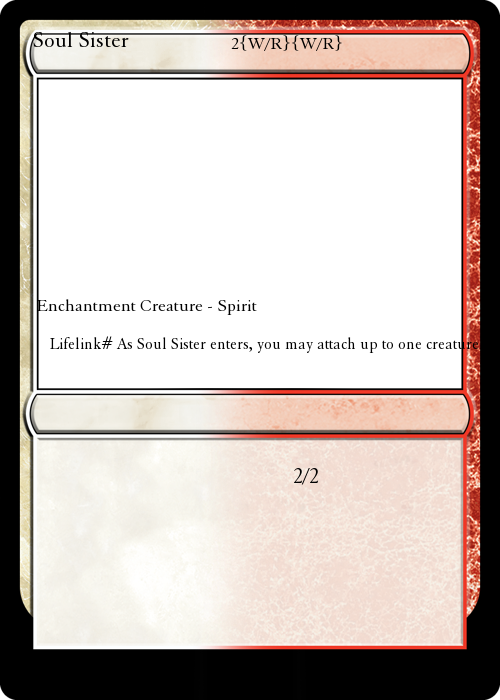 Soul Sister 2{W/R}{W/R}
Enchantment Creature - Spirit
Lifelink# As Soul Sister enters, you may attach up to one creature
2/2